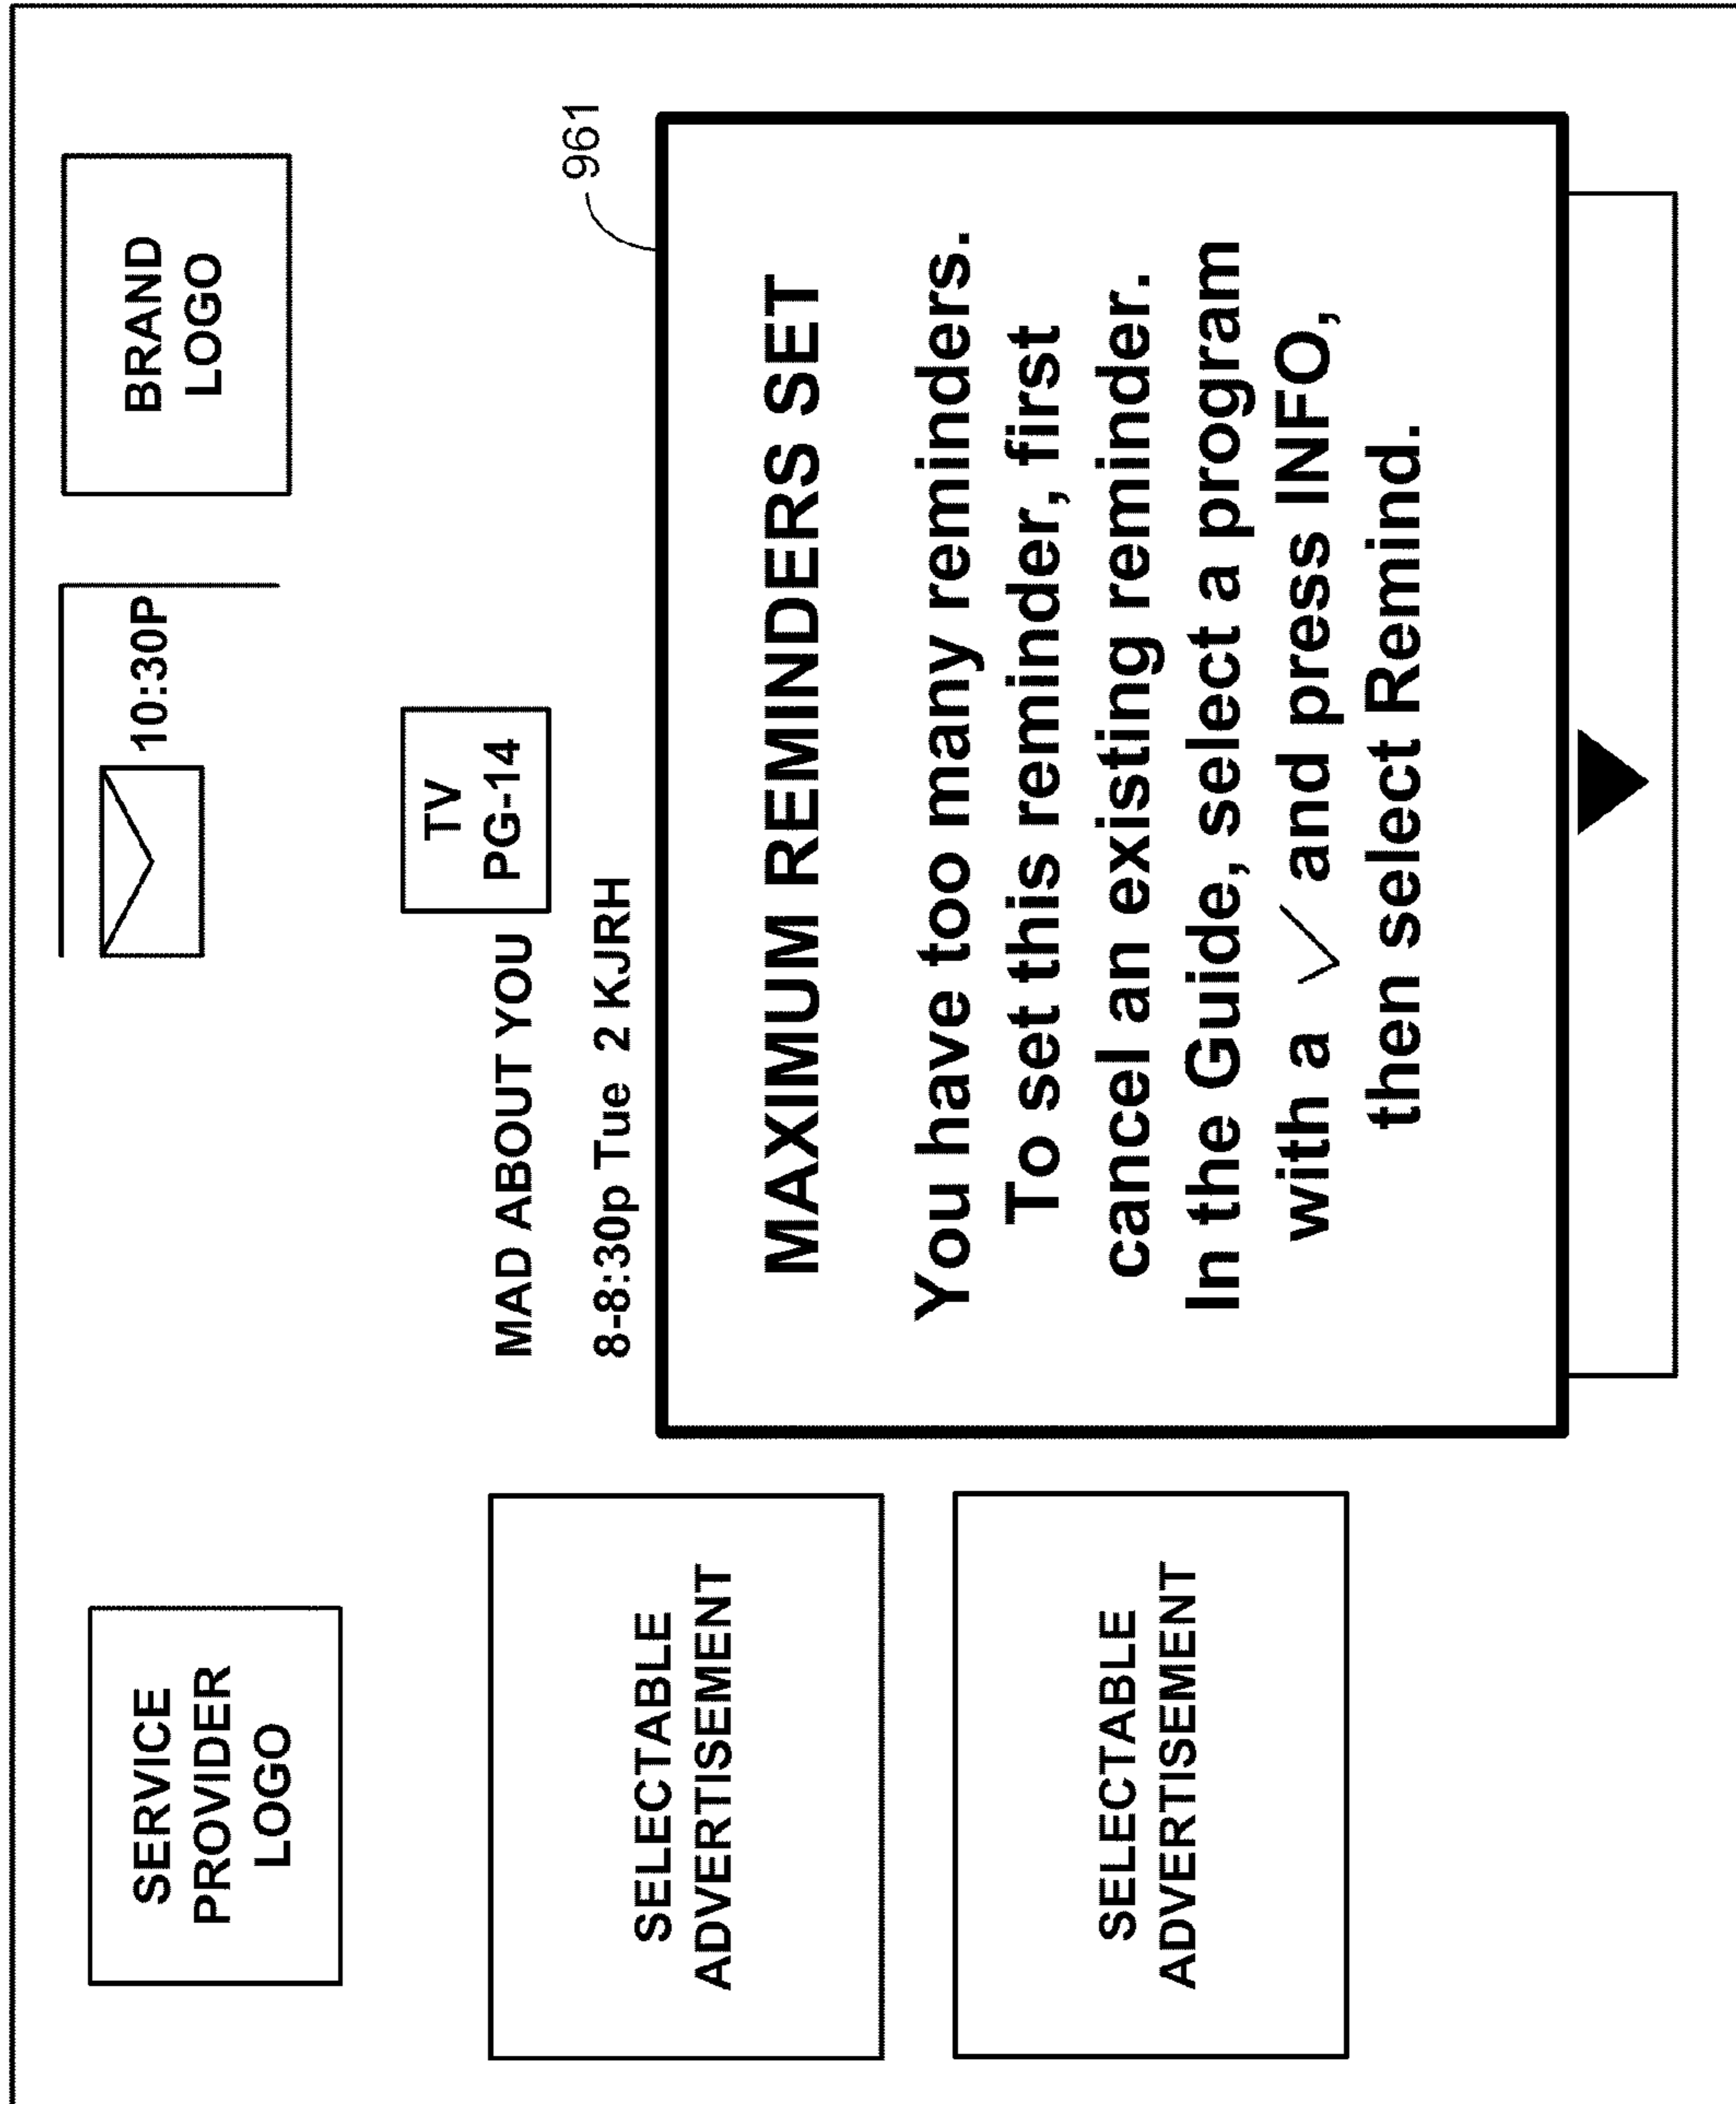 SERVICE
PROVIDER
LOGO
10:30P
BRAND
LOGO
SELECTABLE
ADVERTISEMENT
SELECTABLE
ADVERTISEMENT
TV
PG-14
MAD ABOUT YOU
8-8:30p Tue 2 KJRH
961
MAXIMUM REMINDERS SET
You have too many reminders.
To set this reminder, first
cancel an existing reminder.
In the Guide, select a program
with a ✓ and press INFO,
then select Remind.